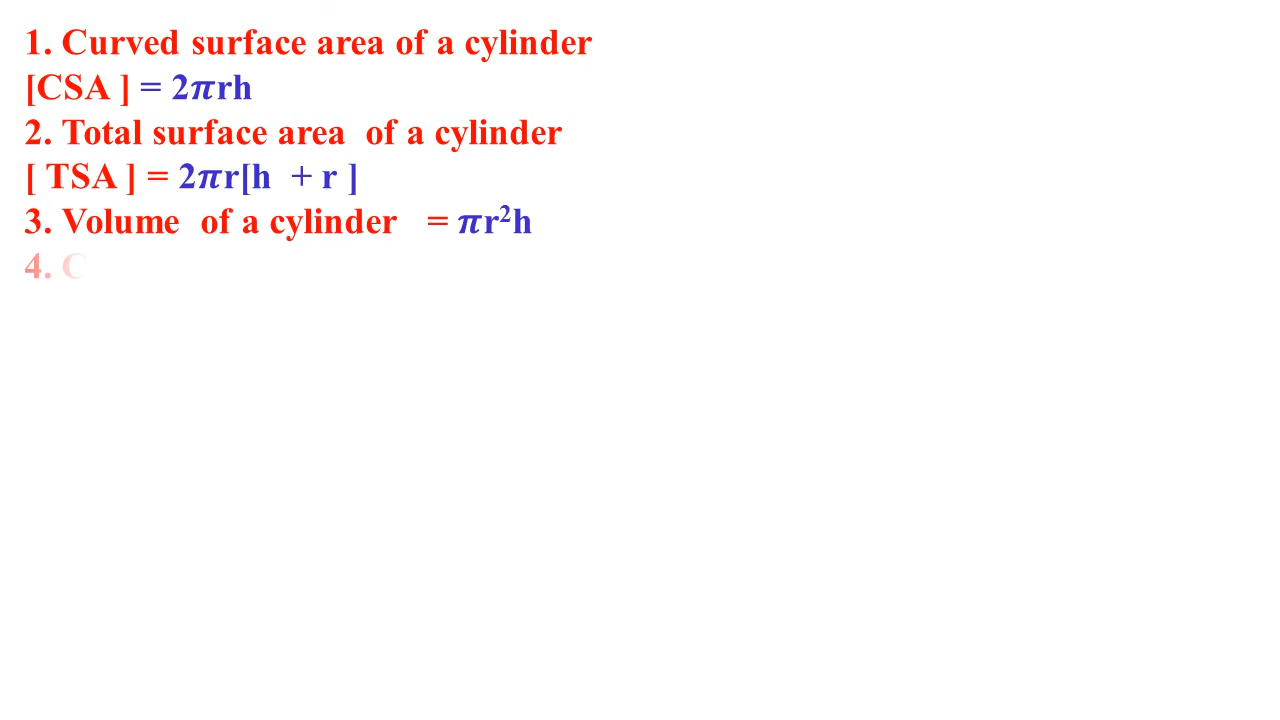 1. Curved surface area of a cylinder
[CSA ] = 2𝝅rh
2. Total surface area  of a cylinder
[ TSA ] = 2𝝅r[h  + r ]
3. Volume  of a cylinder   = 𝝅r²h
4. C